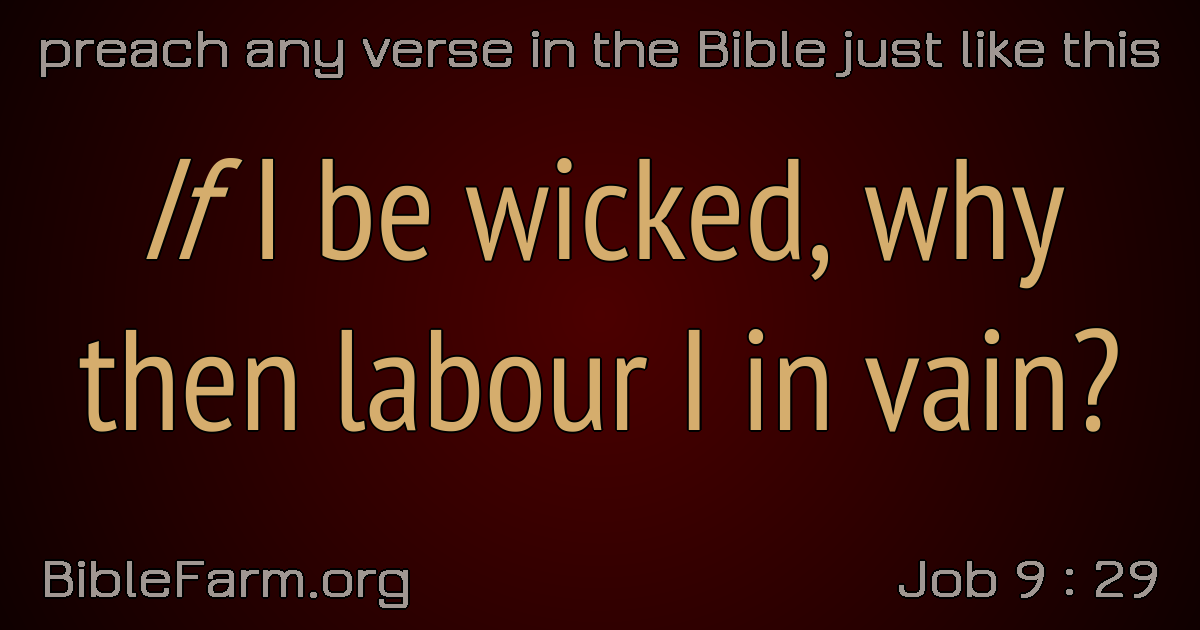 preach any verse in the Bible just like this
If I be wicked, why
then labour I in vain?
BibleFarm.org
Job 9 : 29